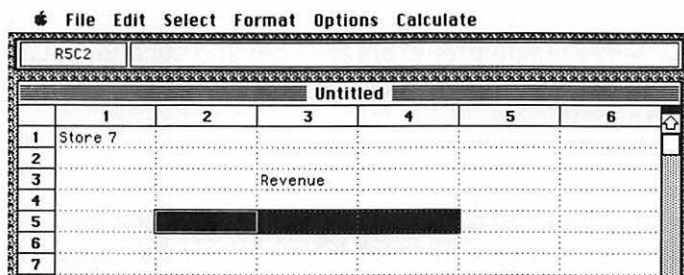 File Edit Select Format Options Calculate
R5C2
Untitled
1 2 3 4 5 6
1 Store 7
2
3 Revenue
4
5
6
7